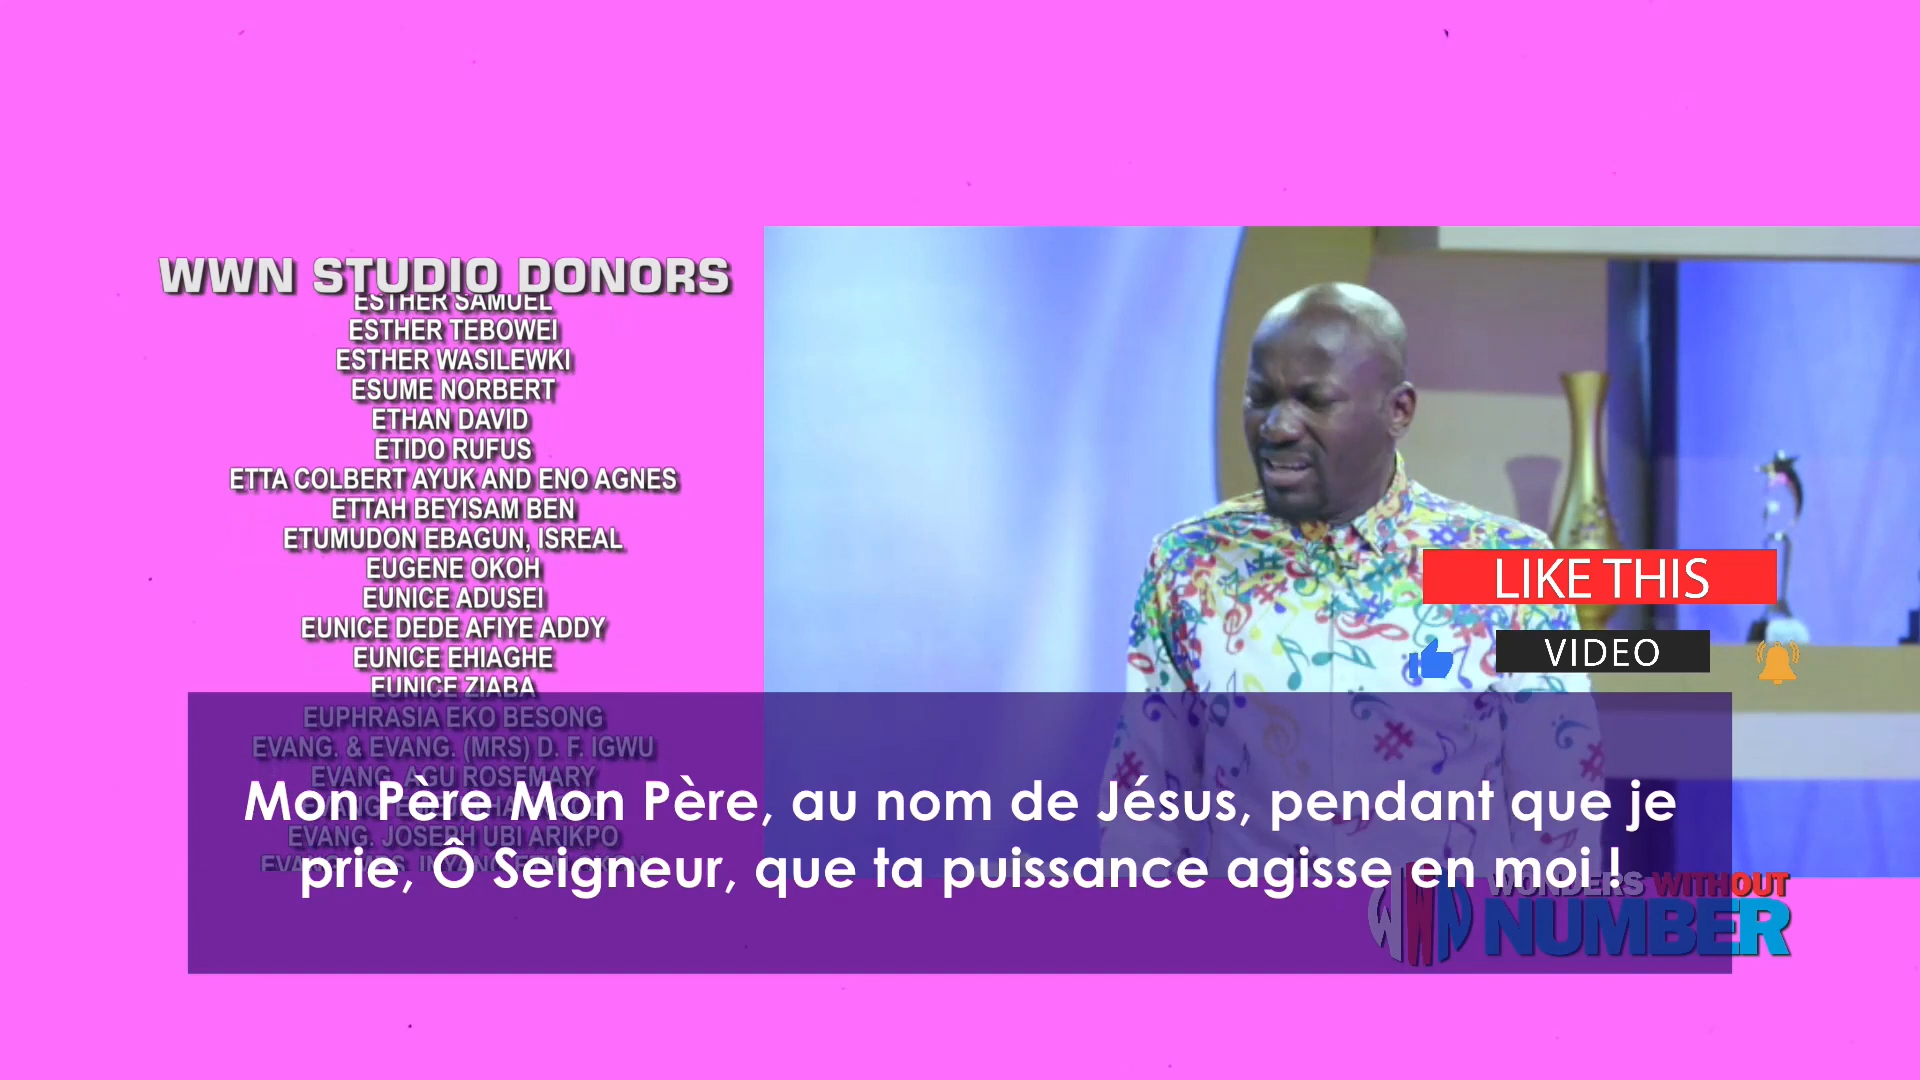 WWN STUDIO DONORS
ESTHER SAMUEL
ESTHER TEBOWEI
ESTHER WASILEWKI
ESUME NORBERT
ETHAN DAVID
ETIDO RUFUS
ETTA COLBERT AYUK AND ENO AGNES
ETTAH BEYISAM BEN
ETUMUDON EBAGUN, ISREAL
EUGENE OKOH
EUNICE ADUSEI
EUNICE DEDE AFIYE ADDY
EUNICE EHIAGHE
EUNICE ZIABA
EUPHRASIA EKO BESONG
EVANG. & EVANG. (MRS) D. F. IGWU
EVANG. AGU ROSEMARY
EVANG.
EVANG. JOSEPH UBI ARIKPO
LIKE THIS
VIDEO
Mon Père Mon Père, au nom de Jésus, pendant que je
prie, Ô Seigneur, que ta puissance agisse en moi !
WWN
WONDERS WITHOUT
NUMBER